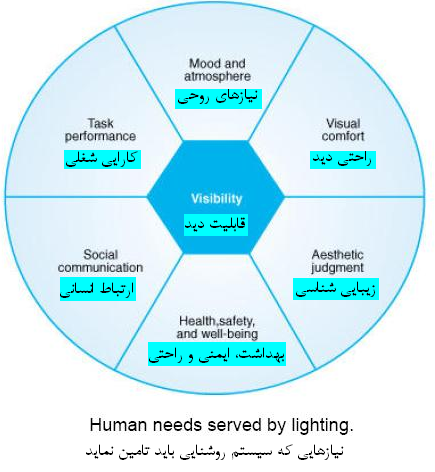 Mood and
atmosphere
نیازهای روحی
Task
performance
کارایی شغلی
Visual
comfort
راحتی دید
Visibility
قابلیت دید
Social
communication
ارتباط انسانی
Aesthetic
judgment
زیبایی شناسی
Health,safety,
and well-being
بهداشت، ایمنی و راحتی
Human needs served by lighting.
نیازهایی که سیستم روشنایی باید تامین نماید